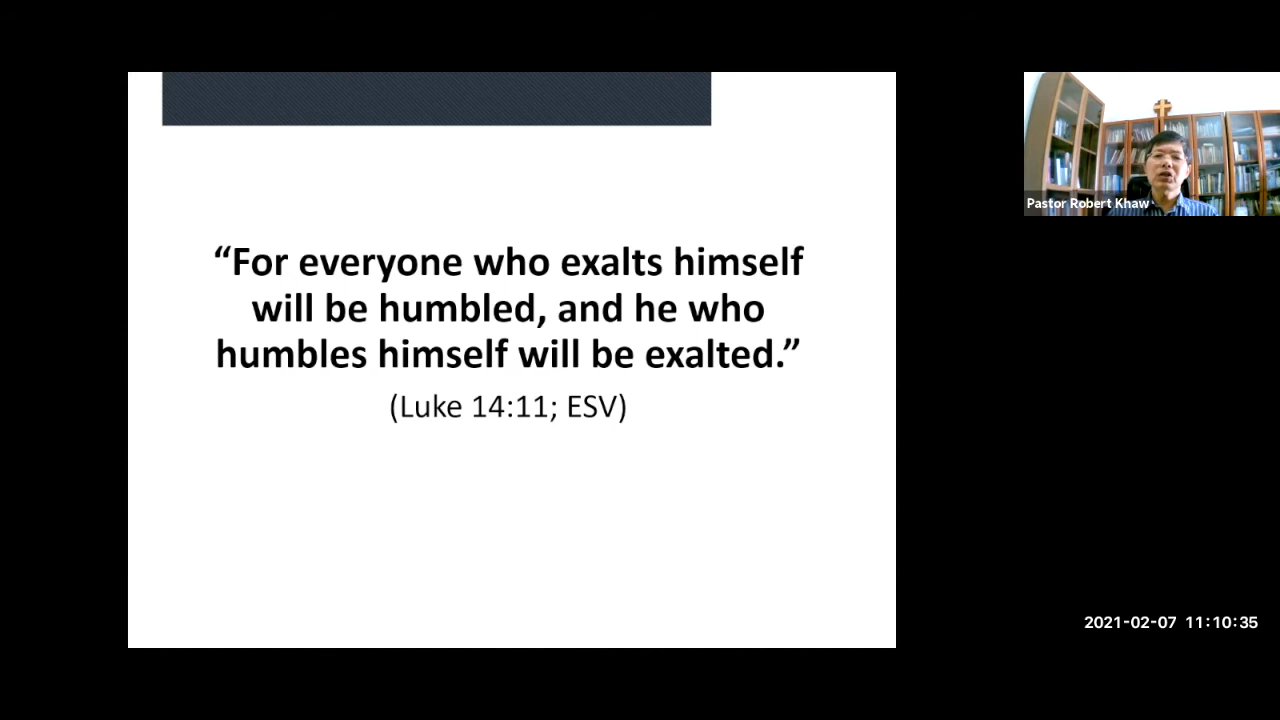 “For everyone who exalts himself
will be humbled, and he who
humbles himself will be exalted.”
(Luke 14:11; ESV)
Pastor Robert Khaw
2021-02-07 11:10:35